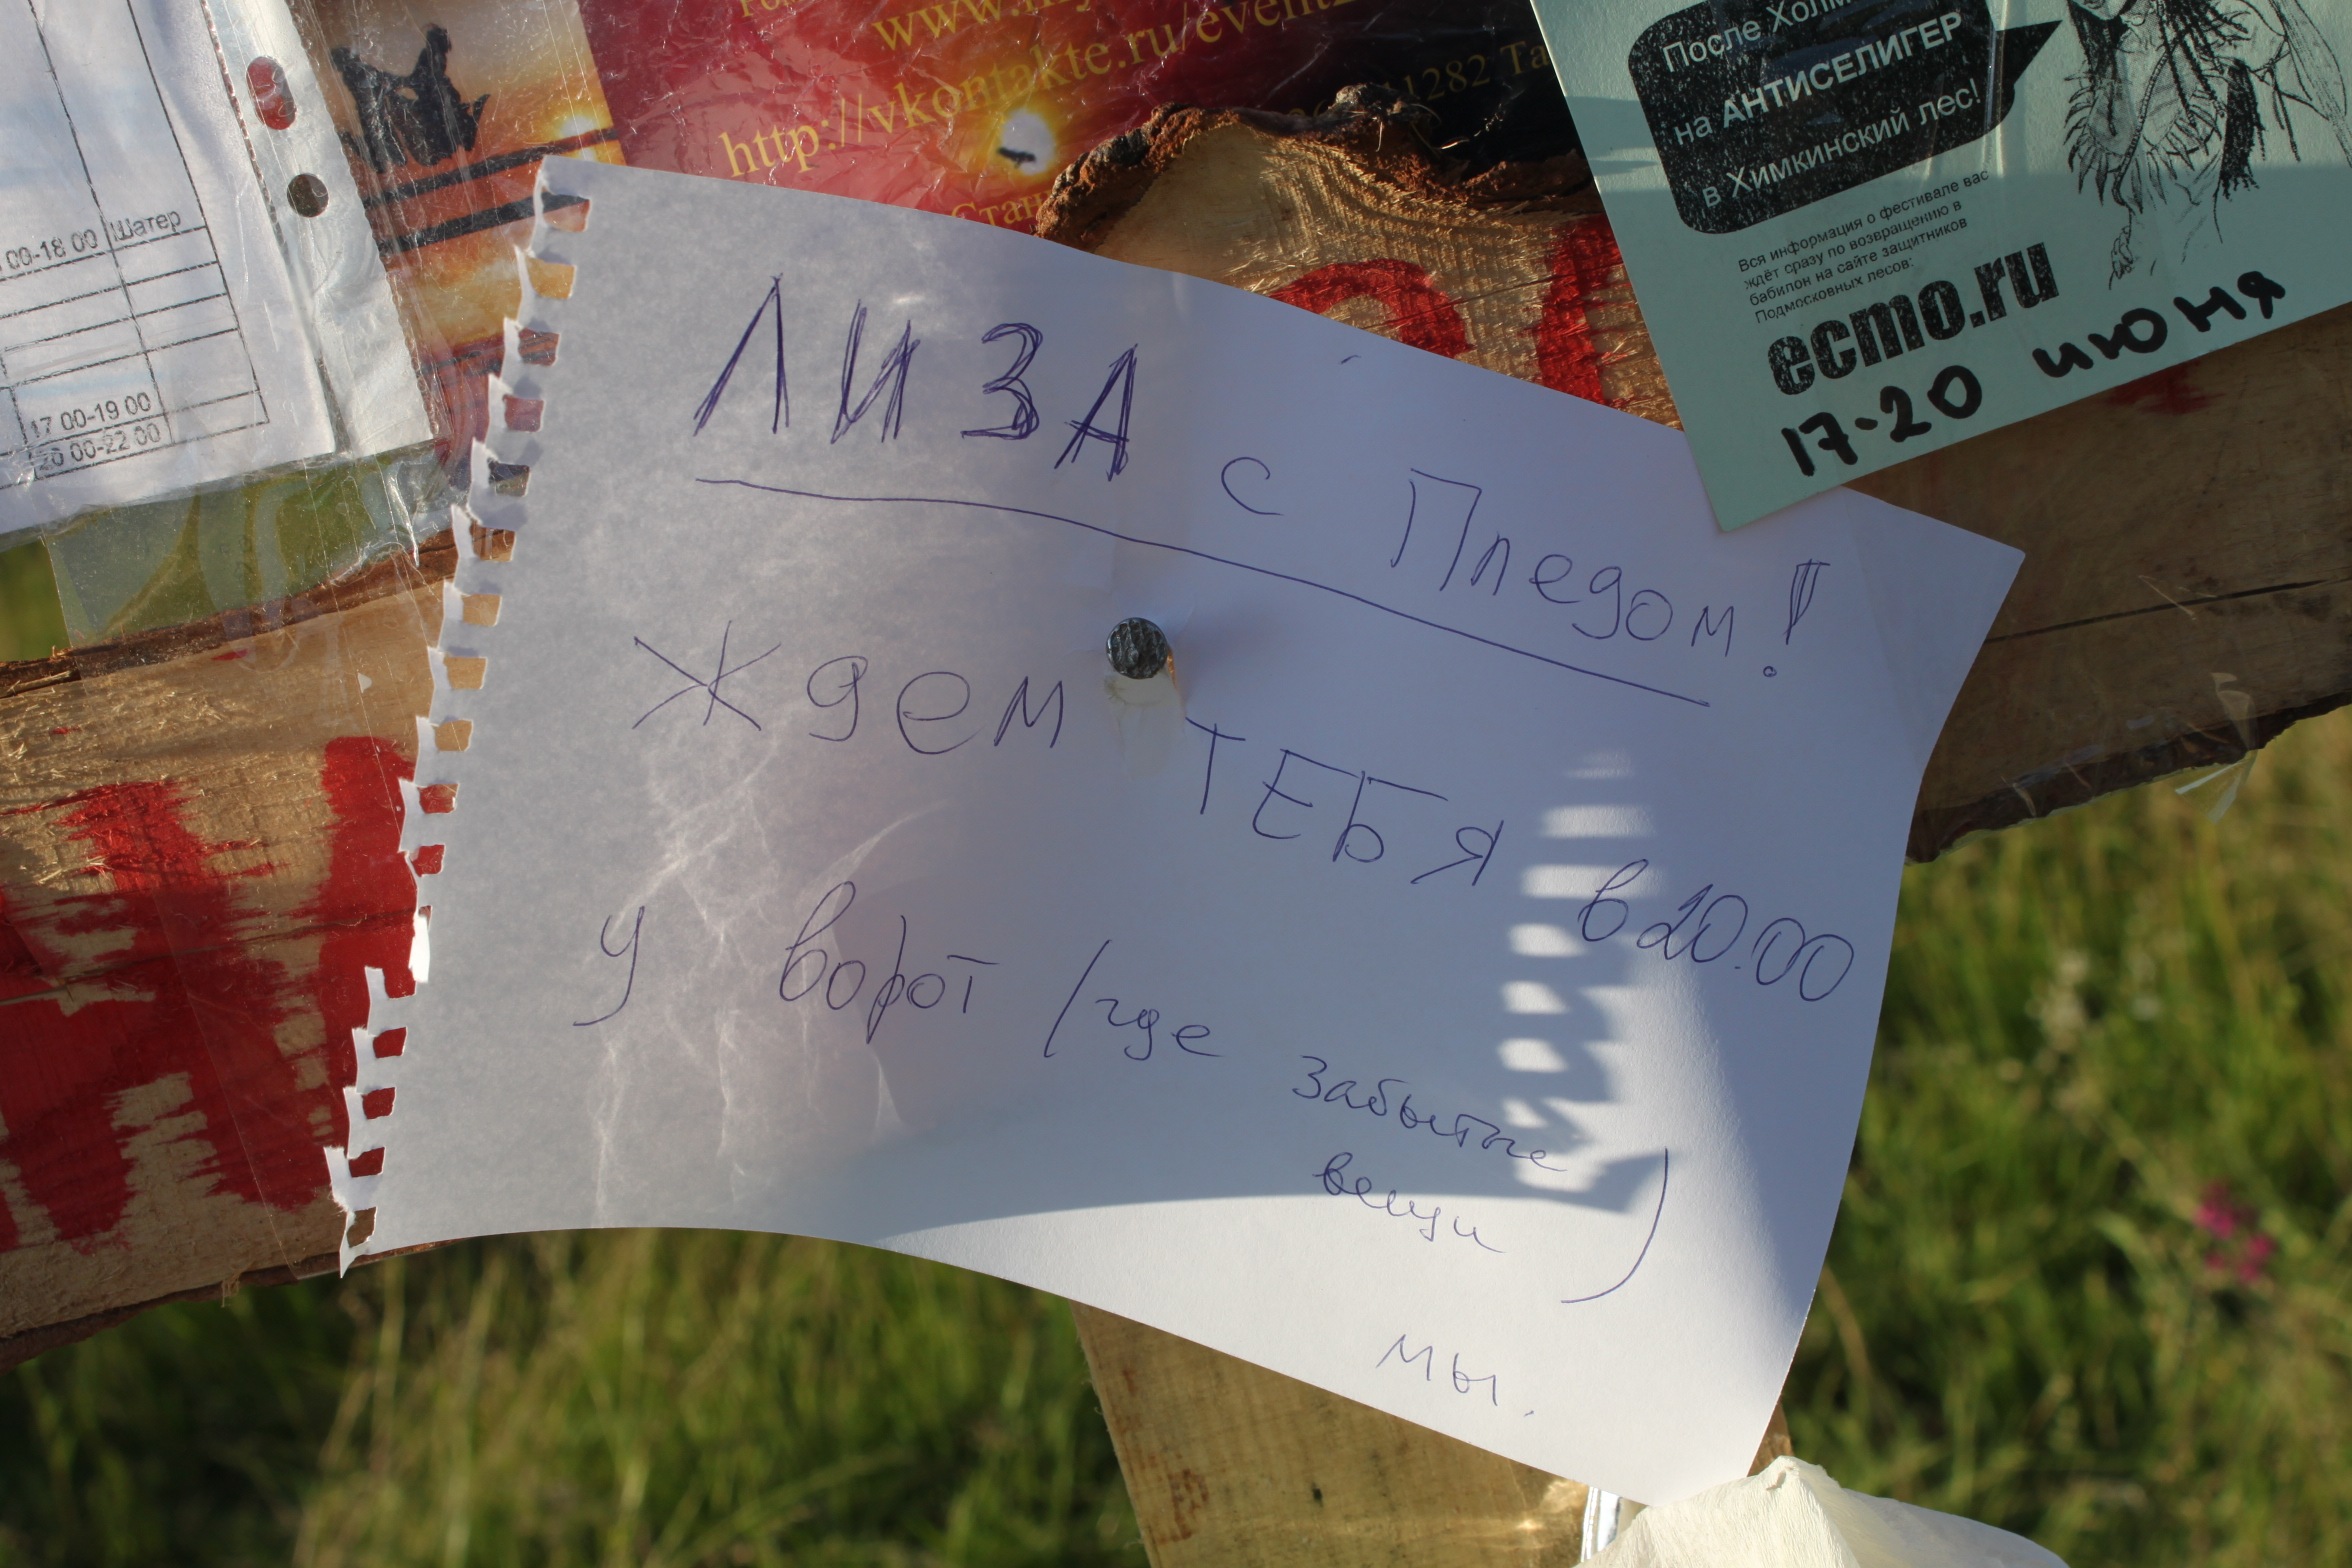 00-18 00 Шатер
17 00-19 00
20 00-22 00
http://vkontakte.ru/event
После Холм
на АНТИСЕЛИГЕР
в Химкинский лес!
Вся информация о фестивале вас
ждёт сразу по возвращению в
бабилон на сайте защитников
Подмосковных лесов:
ecmo.ru
17-20 июня
ЛИЗА с Пледом!
Ждем ТЕБЯ в 20.00
у ворот /где забытые
вещи)
мы.